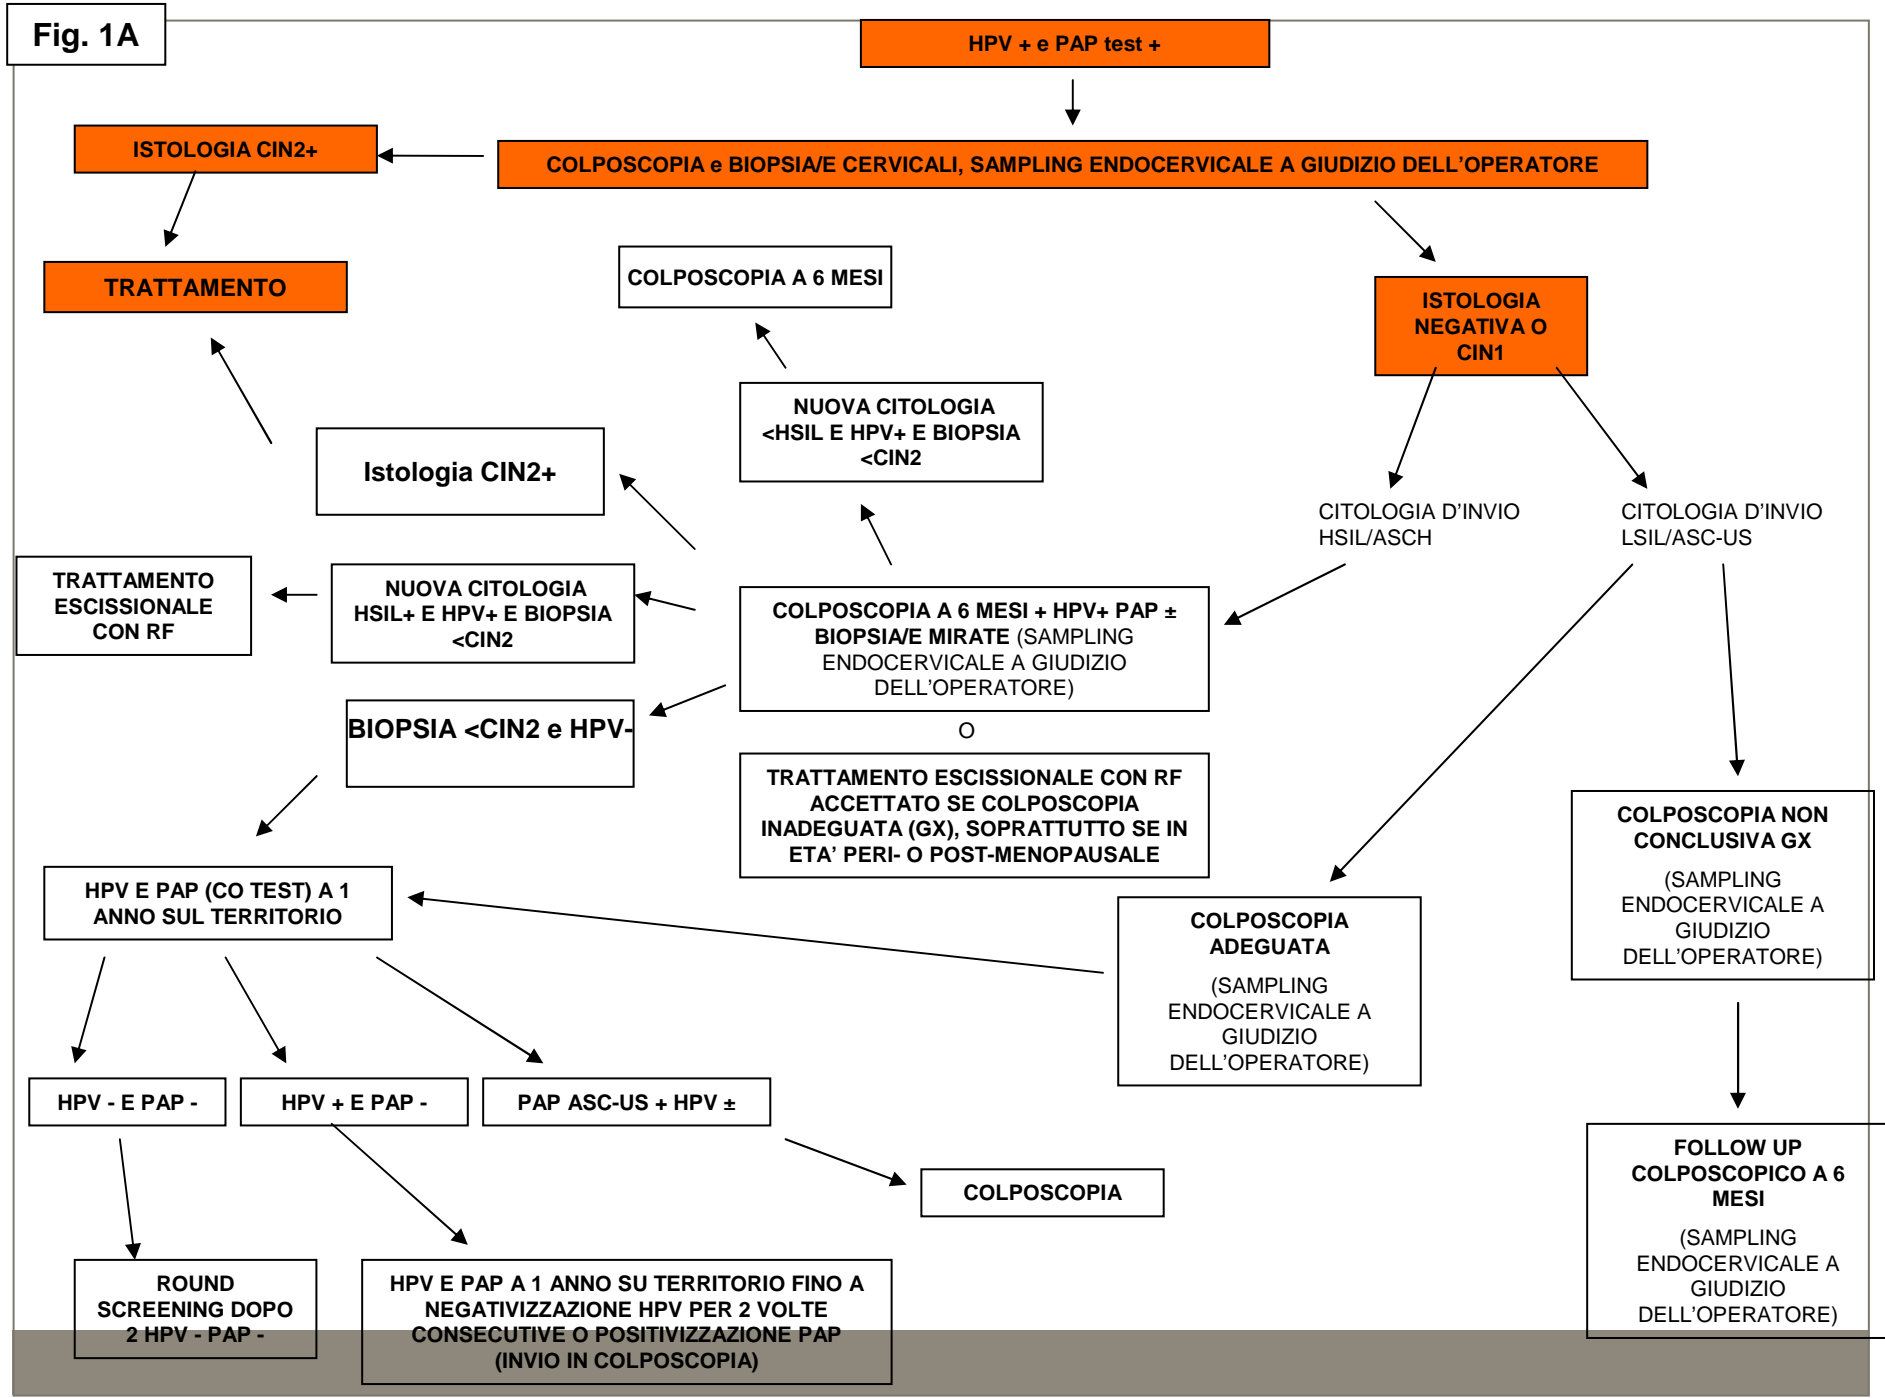 Fig. 1A
HPV + e PAP test +
ISTOLOGIA CIN2+
COLPOSCOPIA e BIOPSIA/E CERVICALI, SAMPLING ENDOCERVICALE A GIUDIZIO DELL'OPERATORE
TRATTAMENTO
COLPOSCOPIA A 6 MESI
ISTOLOGIA
NEGATIVA O
CIN1
NUOVA CITOLOGIA
<HSIL E HPV+ E BIOPSIA
<CIN2
Istologia CIN2+
CITOLOGIA D'INVIO
HSIL/ASCH
CITOLOGIA D'INVIO
LSIL/ASC-US
TRATTAMENTO
ESCISSIONALE
CON RF
NUOVA CITOLOGIA
HSIL+ E HPV+ E BIOPSIA
<CIN2
COLPOSCOPIA A 6 MESI + HPV+ PAP ±
BIOPSIA/E MIRATE (SAMPLING
ENDOCERVICALE A GIUDIZIO
DELL'OPERATORE)
BIOPSIA <CIN2 e HPV-
O
TRATTAMENTO ESCISSIONALE CON RF
ACCETTATO SE COLPOSCOPIA
INADEGUATA (GX), SOPRATTUTTO SE IN
ETA' PERI- O POST-MENOPAUSALE
COLPOSCOPIA NON
CONCLUSIVA GX
(SAMPLING
ENDOCERVICALE A
GIUDIZIO
DELL'OPERATORE)
HPV E PAP (CO TEST) A 1
ANNO SUL TERRITORIO
COLPOSCOPIA
ADEGUATA
(SAMPLING
ENDOCERVICALE A
GIUDIZIO
DELL'OPERATORE)
HPV - E PAP -
HPV + E PAP -
PAP ASC-US + HPV ±
COLPOSCOPIA
FOLLOW UP
COLPOSCOPICO A 6
MESI
(SAMPLING
ENDOCERVICALE A
GIUDIZIO
DELL'OPERATORE)
ROUND
SCREENING DOPO
2 HPV - PAP -
HPV E PAP A 1 ANNO SU TERRITORIO FINO A
NEGATIVIZZAZIONE HPV PER 2 VOLTE
CONSECUTIVE O POSITIVIZZAZIONE PAP
(INVIO IN COLPOSCOPIA)